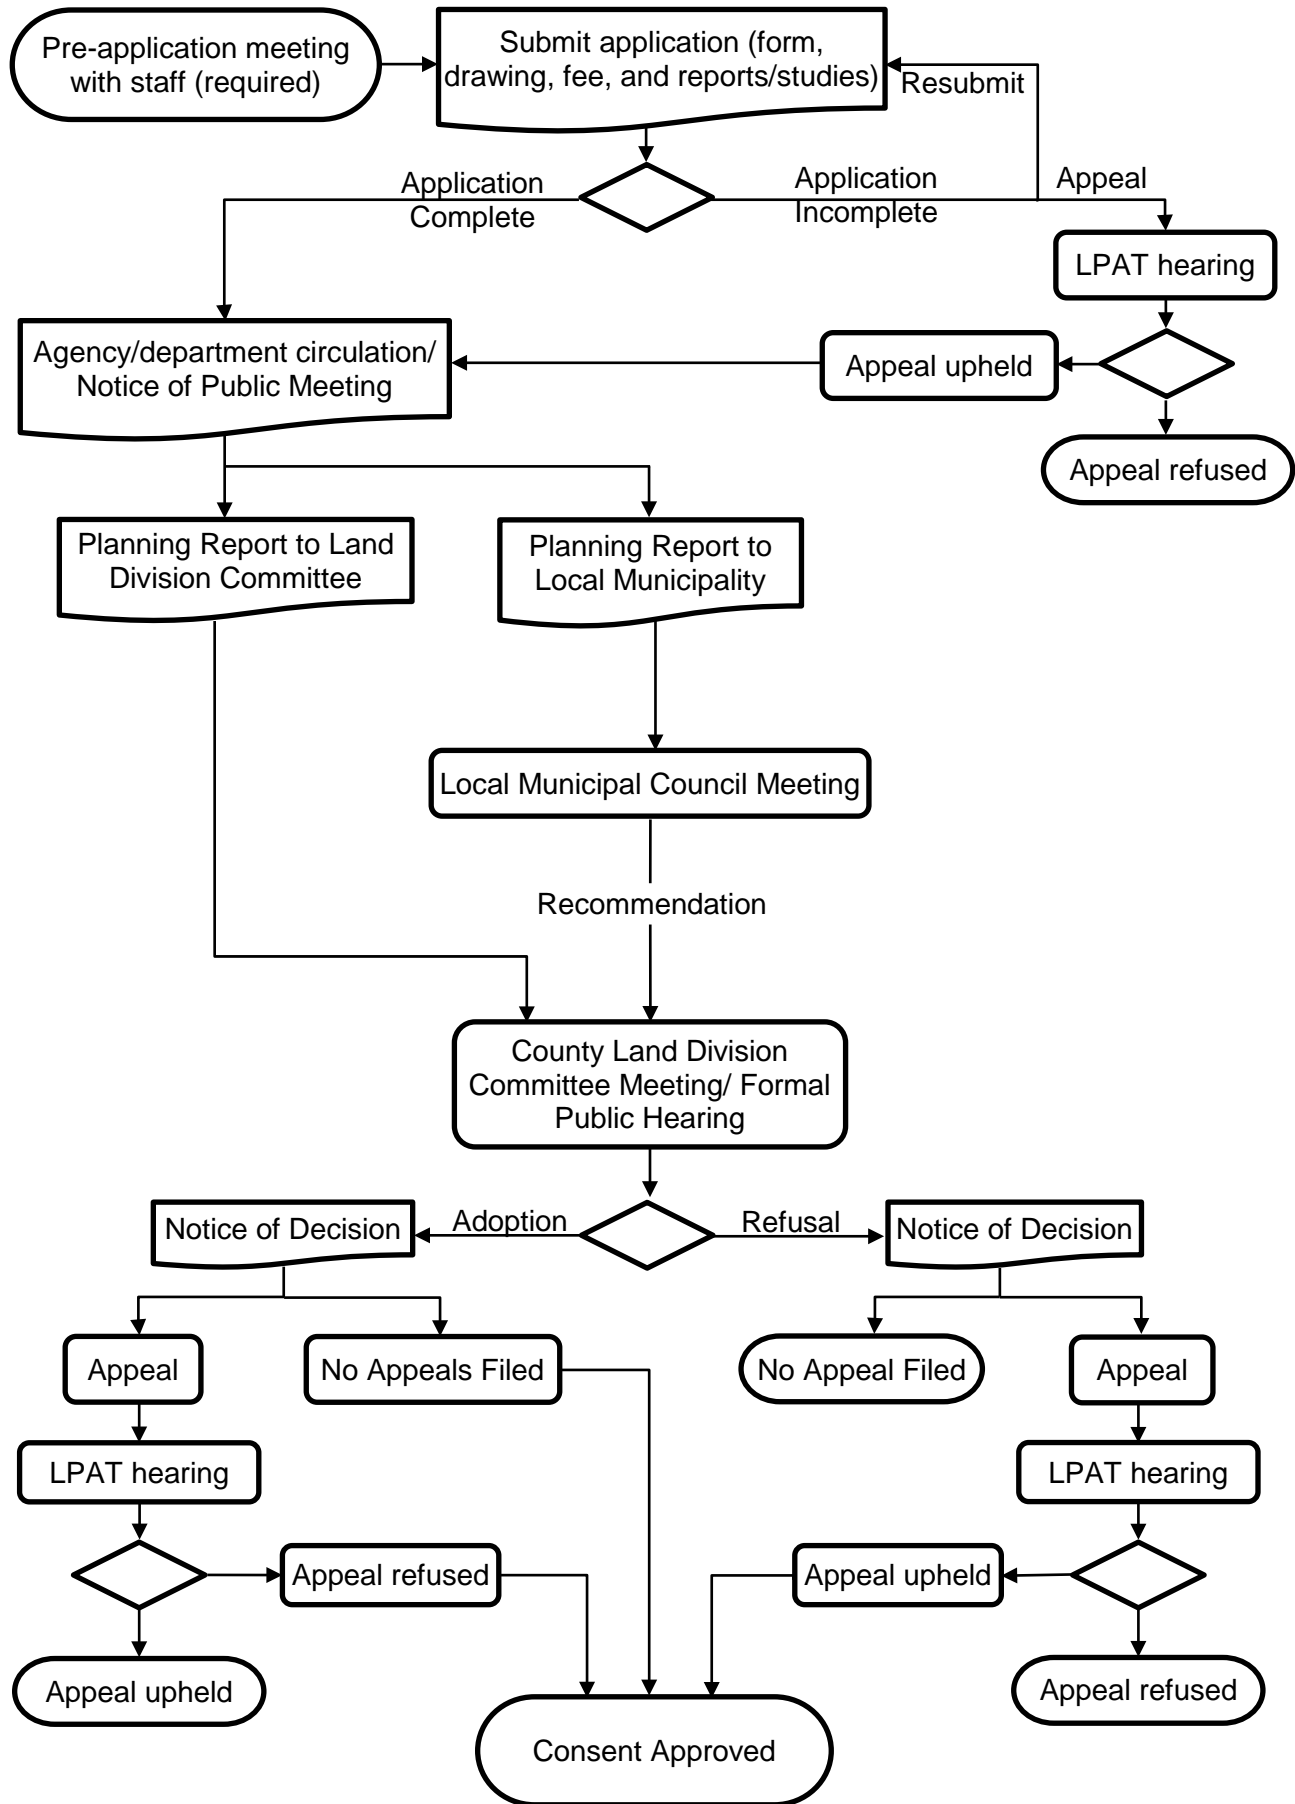 Pre-application meeting
with staff (required)
Submit application (form,
drawing, fee, and reports/studies)
Resubmit
Application
Complete
Application
Incomplete
Appeal
LPAT hearing
Agency/department circulation/
Notice of Public Meeting
Appeal upheld
Appeal refused
Planning Report to Land
Division Committee
Planning Report to
Local Municipality
Local Municipal Council Meeting
Recommendation
County Land Division
Committee Meeting/ Formal
Public Hearing
Notice of Decision
Adoption
Refusal
Notice of Decision
Appeal
No Appeals Filed
No Appeal Filed
Appeal
LPAT hearing
LPAT hearing
Appeal refused
Appeal upheld
Appeal upheld
Appeal refused
Consent Approved